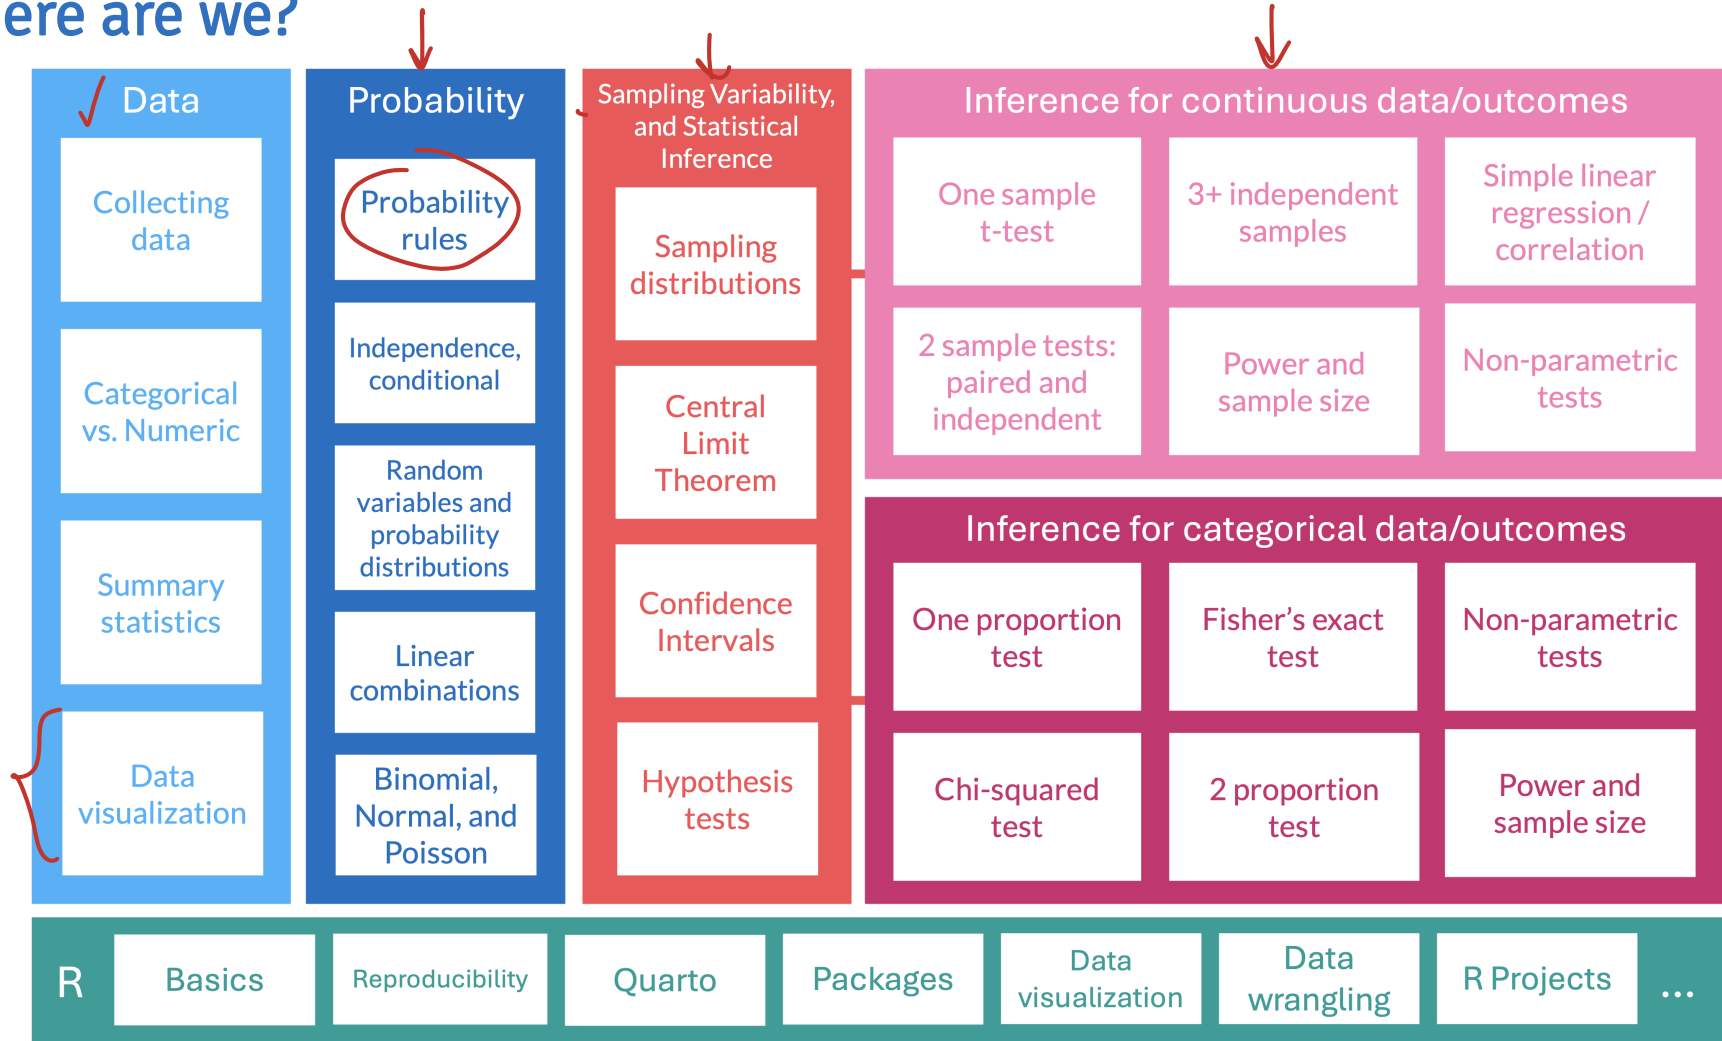 ere are we?
Data
Collecting
data
Categorical
vs. Numeric
Summary
statistics
Data
visualization
Probability
Probability
rules
Independence,
conditional
Random
variables and
probability
distributions
Linear
combinations
Binomial,
Normal, and
Poisson
Sampling Variability,
and Statistical
Inference
Sampling
distributions
Central
Limit
Theorem
Confidence
Intervals
Hypothesis
tests
Inference for continuous data/outcomes
One sample
t-test
3+ independent
samples
Simple linear
regression /
correlation
2 sample tests:
paired and
independent
Power and
sample size
Non-parametric
tests
Inference for categorical data/outcomes
One proportion
test
Fisher’s exact
test
Non-parametric
tests
Chi-squared
test
2 proportion
test
Power and
sample size
R
Basics
Reproducibility
Quarto
Packages
Data
visualization
Data
wrangling
R Projects
...